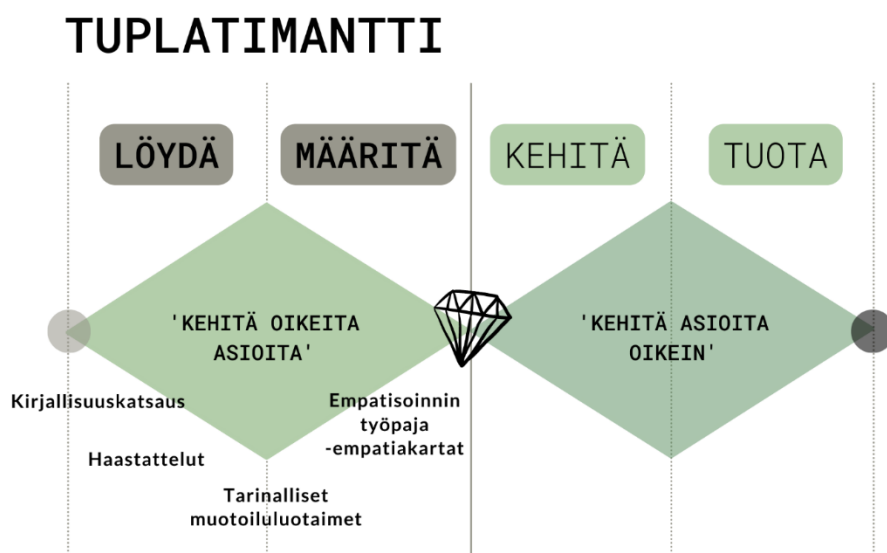 TUPLATIMANTTI
LÖYDÄ
MÄÄRITÄ
KEHITÄ
TUOTA
'KEHITÄ OIKEITA
ASIOITA'
'KEHITÄ ASIOITA
OIKEIN'
Kirjallisuuskatsaus
Haastattelut
Tarinalliset
muotoiluluotaimet
Empatisoinnin
työpaja
-empatiakartat